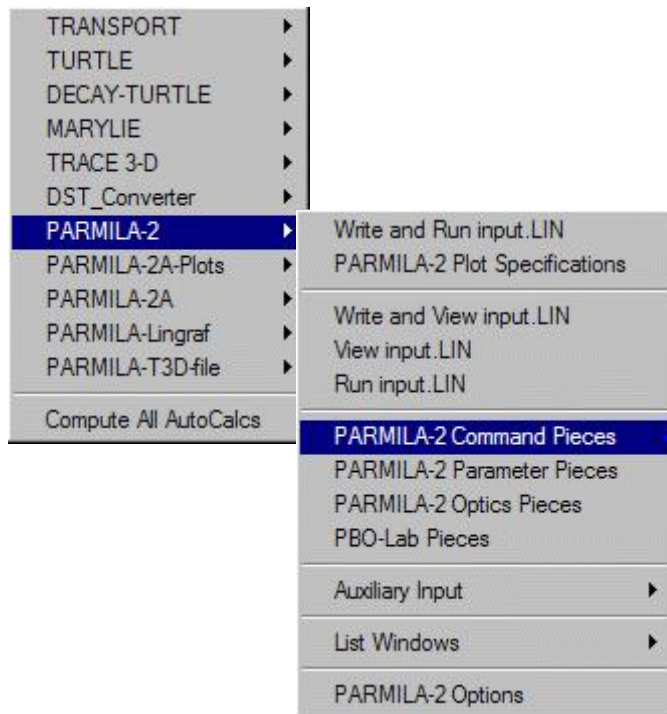 TRANSPORT
TURTLE
DECAY-TURTLE
MARYLIE
TRACE 3-D
DST_Converter
PARMILA-2
PARMILA-2A-Plots
PARMILA-2A
PARMILA-Lingraf
PARMILA-T3D-file
Compute All AutoCalcs
Write and Run input.LIN
PARMILA-2 Plot Specifications
Write and View input.LIN
View input.LIN
Run input.LIN
PARMILA-2 Command Pieces
PARMILA-2 Parameter Pieces
PARMILA-2 Optics Pieces
PBO-Lab Pieces
Auxiliary Input
List Windows
PARMILA-2 Options